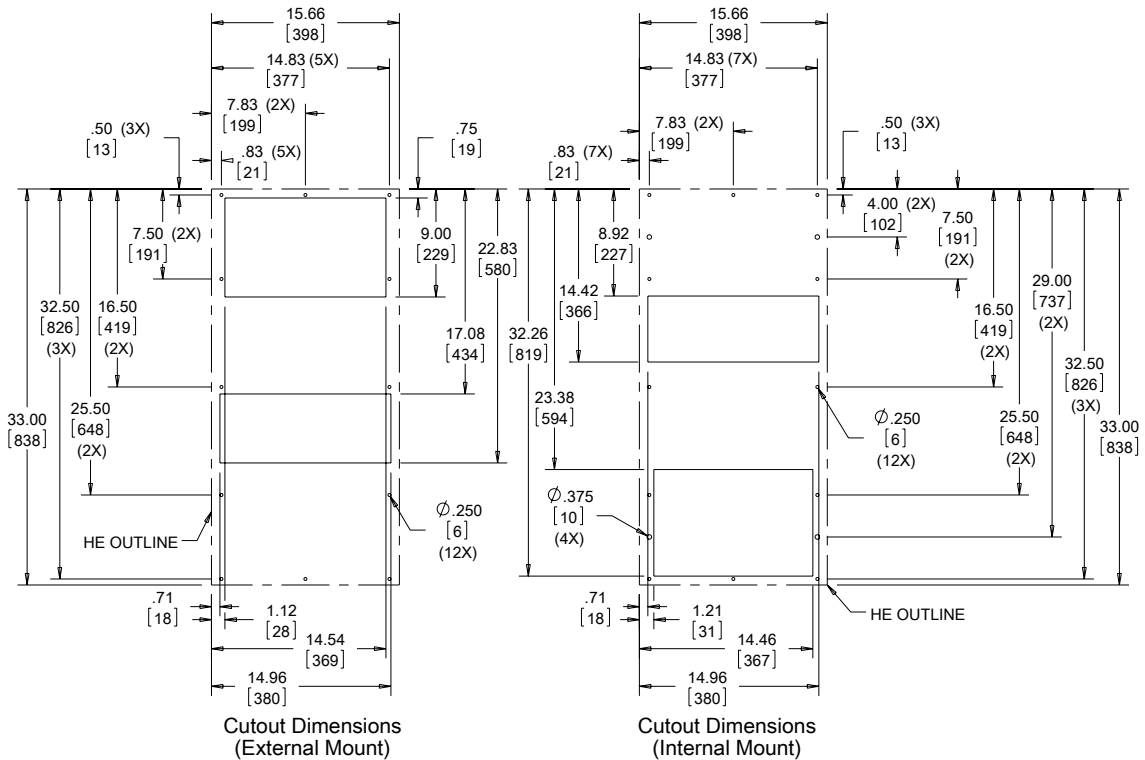 15.66
[398]
14.83 (5X)
[377]
7.83 (2X)
[199]
.50 (3X)
[13]
.83 (5X)
[21]
.75
[19]
7.50 (2X)
[191]
9.00
[229]
22.83
[580]
32.50
[826]
(3X)
16.50
[419]
(2X)
17.08
[434]
33.00
[838]
25.50
[648]
(2X)
Ø.250
[6]
(12X)
HE OUTLINE
.71
[18]
1.12
[28]
14.54
[369]
14.96
[380]
Cutout Dimensions
(External Mount)
15.66
[398]
14.83 (7X)
[377]
7.83 (2X)
[199]
.50 (3X)
[13]
.83 (7X)
[21]
4.00 (2X)
[102]
7.50
[191]
(2X)
8.92
[227]
14.42
[366]
29.00
[737]
(2X)
16.50
[419]
(2X)
32.26
[819]
32.50
[826]
(3X)
23.38
[594]
Ø.250
[6]
(12X)
25.50
[648]
(2X)
33.00
[838]
Ø.375
[10]
(4X)
.71
[18]
1.21
[31]
HE OUTLINE
14.46
[367]
14.96
[380]
Cutout Dimensions
(Internal Mount)